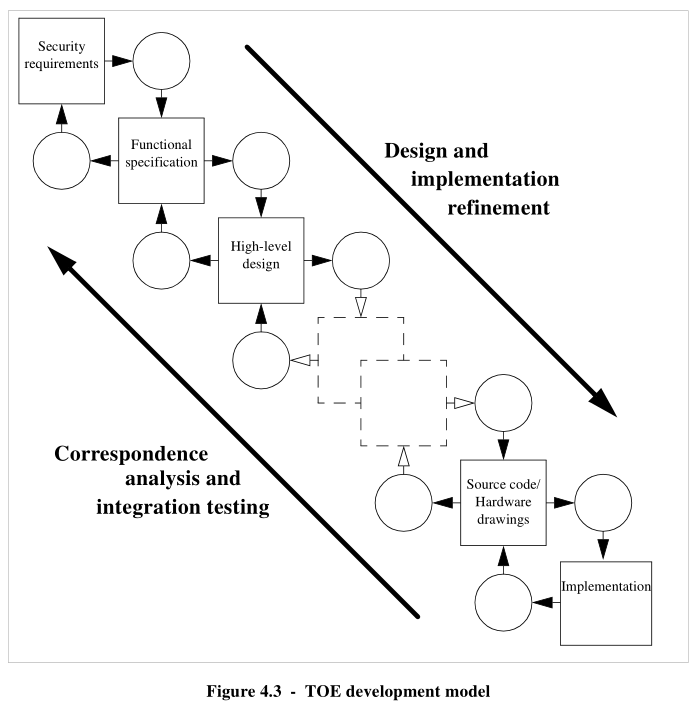 Security
requirements
Functional
specification
Design and
implementation
refinement
High-level
design
Correspondence
analysis and
integration testing
Source code/
Hardware
drawings
Implementation
Figure 4.3 - TOE development model